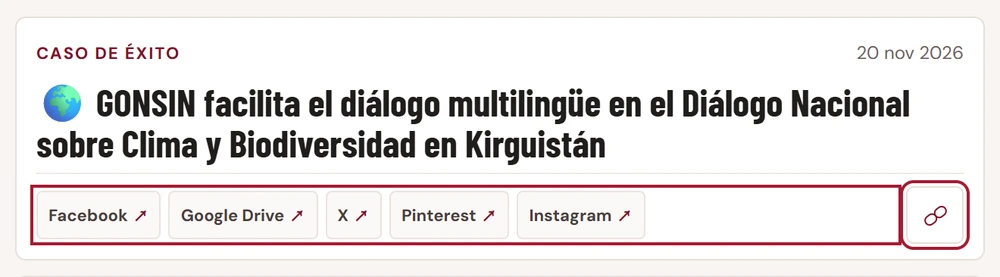 CASO DE ÉXITO
20 nov 2026
🌍 GONSIN facilita el diálogo multilingüe en el Diálogo Nacional
sobre Clima y Biodiversidad en Kirguistán
Facebook ↗ Google Drive ↗ X ↗ Pinterest ↗ Instagram ↗